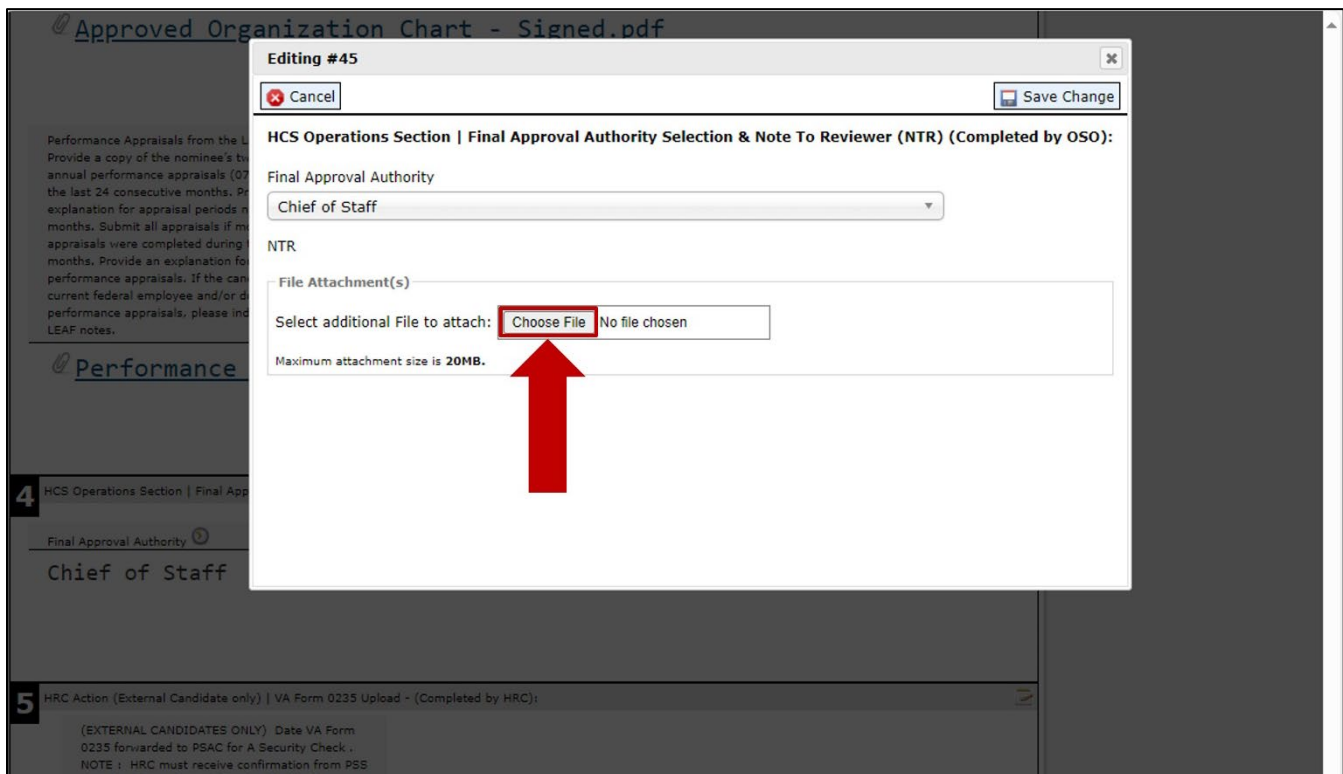 Approved Organization Chart - Signed.pdf
Editing #45
Cancel
Save Change
Performance Appraisals from the L
Provide a copy of the nominee's tw
annual performance appraisals (07
the last 24 consecutive months. Pr
explanation for appraisal periods n
months. Submit all appraisals if mo
appraisals were completed during t
months. Provide an explanation fo
performance appraisals. If the can
current federal employee and/or d
performance appraisals, please ind
LEAF notes.
Performance
HCS Operations Section | Final Approval Authority Selection & Note To Reviewer (NTR) (Completed by OSO):
Final Approval Authority
Chief of Staff
NTR
File Attachment(s)
Select additional File to attach: Choose File No file chosen
Maximum attachment size is 20MB.
4 HCS Operations Section | Final App
Final Approval Authority
Chief of Staff
5 HRC Action (External Candidate only) | VA Form 0235 Upload - (Completed by HRC):
(EXTERNAL CANDIDATES ONLY) Date VA Form
0235 forwarded to PSAC for A Security Check .
NOTE : HRC must receive confirmation from PSS